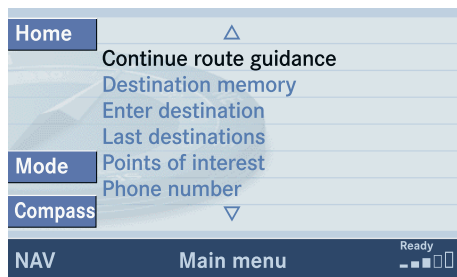 Home
Continue route guidance
Destination memory
Enter destination
Last destinations
Mode
Points of interest
Phone number
Compass
Ready
NAV
Main menu